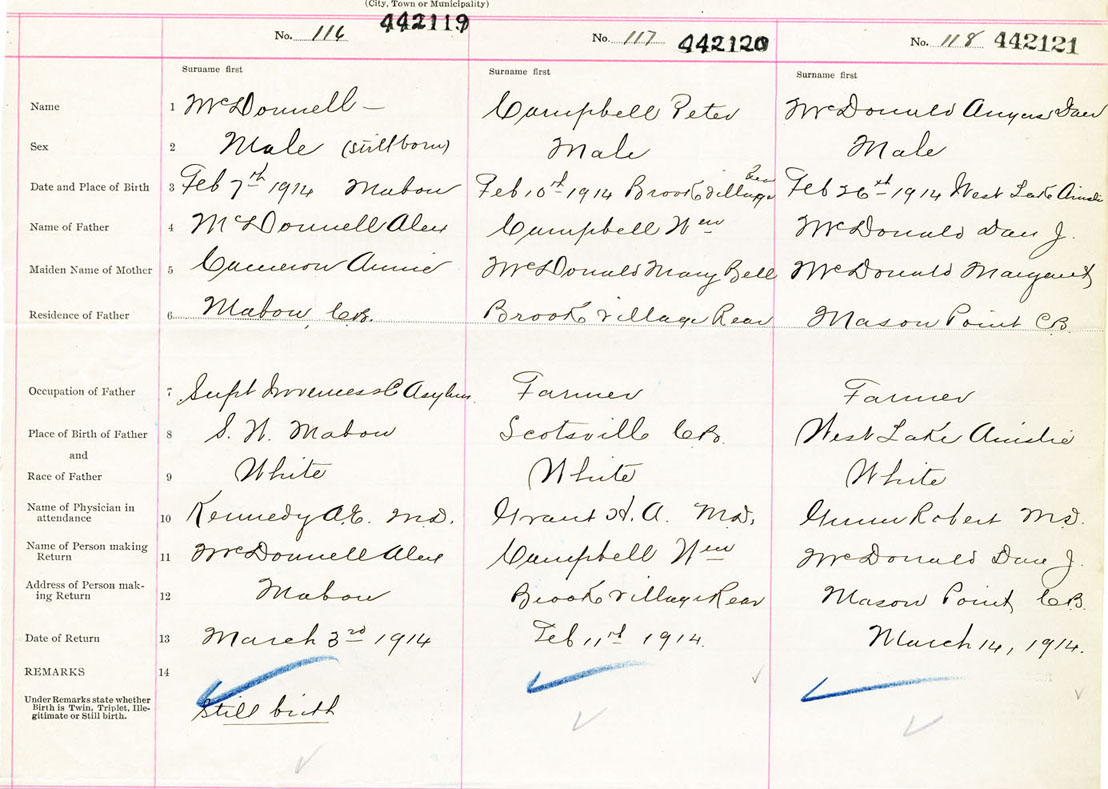 (City, Town or Municipality)
No. 116 442119 No. 117 442120 No. 118 442121
Surname first Surname first Surname first
Name 1 McDonnell — Campbell Peter McDonald Angus Dan
Sex 2 Male (Stillborn) Male Male
Date and Place of Birth 3 Feb 7th 1914 Mabou Feb 10th 1914 Brook Village Rear Feb 26th 1914 West Lake Ainslie
Name of Father 4 McDonnell Alex Campbell Wm McDonald Dan J.
Maiden Name of Mother 5 Cameron Annie McDonald Mary Bell McDonald Margaret
Residence of Father 6 Mabou, C.B. Brook Village Rear Mason Point C.B.
Occupation of Father 7 Supt Inverness C Asylum Farmer Farmer
Place of Birth of Father 8 S. W. Mabou Scotsville C.B. West Lake Ainslie
and
Race of Father 9 White White White
Name of Physician in
attendance 10 Kennedy A.E. M.D. Grant H. A. MD. Gunn Robert MD.
Name of Person making
Return 11 McDonnell Alex Campbell Wm McDonald Dan J.
Address of Person mak-
ing Return 12 Mabou Brook Village Rear Mason Point C.B.
Date of Return 13 March 3rd 1914 Feb 11th 1914. March 14, 1914.
REMARKS 14
Under Remarks state whether
Birth is Twin, Triplet, Ille-
gitimate or Still birth.
Still birth